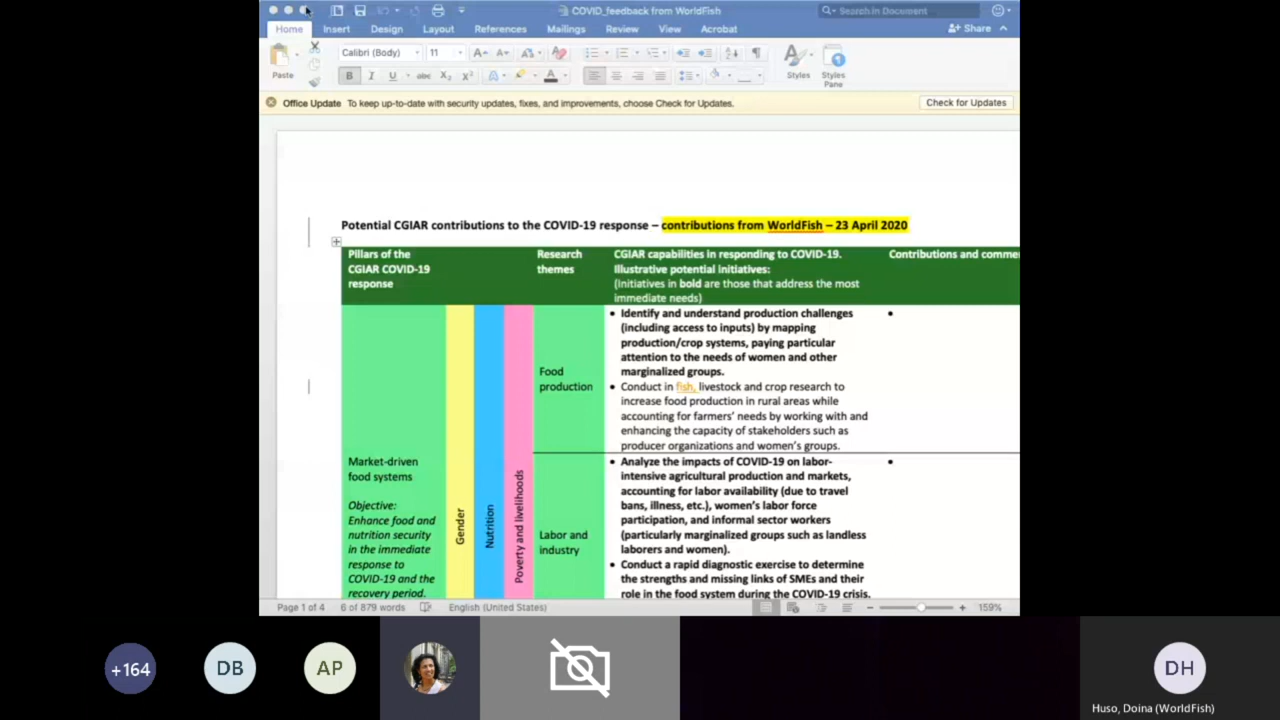 COVID_feedback from WorldFish
Search in Document
Home Insert Design Layout References Mailings Review View Acrobat
Share
Calibri (Body) 11
Paste
Styles
Styles Pane
Office Update To keep up-to-date with security updates, fixes, and improvements, choose Check for Updates.
Check for Updates
Potential CGIAR contributions to the COVID-19 response – contributions from WorldFish – 23 April 2020
Pillars of the
CGIAR COVID-19
response
Research
themes
CGIAR capabilities in responding to COVID-19.
Illustrative potential initiatives:
(Initiatives in bold are those that address the most
immediate needs)
Contributions and comme
Market-driven
food systems
Objective:
Enhance food and
nutrition security
in the immediate
response to
COVID-19 and the
recovery period.
Gender
Nutrition
Poverty and livelihoods
Food
production
• Identify and understand production challenges
(including access to inputs) by mapping
production/crop systems, paying particular
attention to the needs of women and other
marginalized groups.
• Conduct in fish, livestock and crop research to
increase food production in rural areas while
accounting for farmers' needs by working with and
enhancing the capacity of stakeholders such as
producer organizations and women's groups.
Labor and
industry
• Analyze the impacts of COVID-19 on labor-
intensive agricultural production and markets,
accounting for labor availability (due to travel
bans, illness, etc.), women's labor force
participation, and informal sector workers
(particularly marginalized groups such as landless
laborers and women).
• Conduct a rapid diagnostic exercise to determine
the strengths and missing links of SMEs and their
role in the food system during the COVID-19 crisis.
Page 1 of 4 6 of 879 words English (United States) 159%
+164 DB AP DH
Huso, Doina (WorldFish)